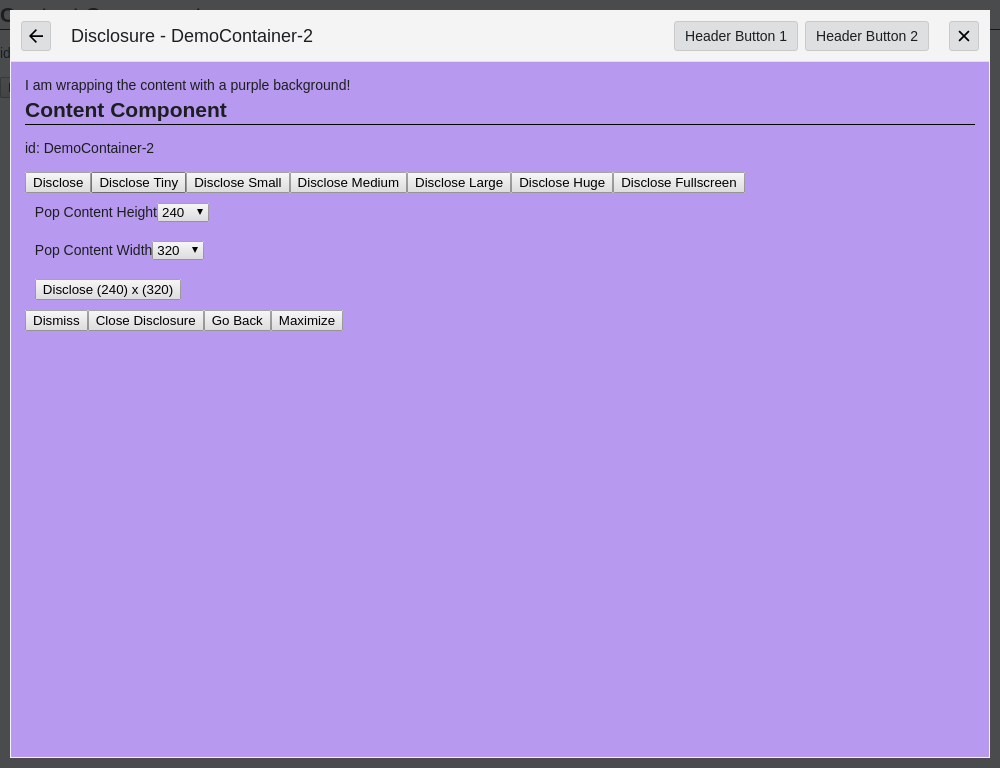 Disclosure - DemoContainer-2 Header Button 1 Header Button 2
I am wrapping the content with a purple background!
Content Component
id: DemoContainer-2
Disclose Disclose Tiny Disclose Small Disclose Medium Disclose Large Disclose Huge Disclose Fullscreen
Pop Content Height 240
Pop Content Width 320
Disclose (240) x (320)
Dismiss Close Disclosure Go Back Maximize